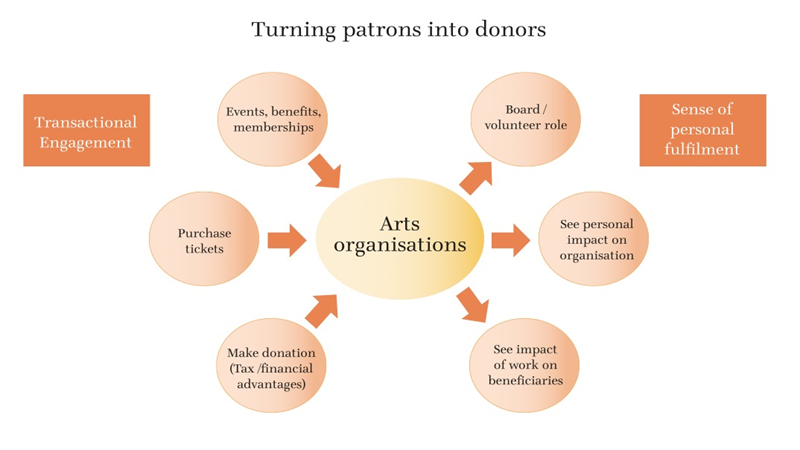 Turning patrons into donors
Transactional
Engagement
Events, benefits,
memberships
Board /
volunteer role
Sense of
personal
fulfilment
Purchase
tickets
Arts
organisations
See personal
impact on
organisation
Make donation
(Tax /financial
advantages)
See impact
of work on
beneficiaries